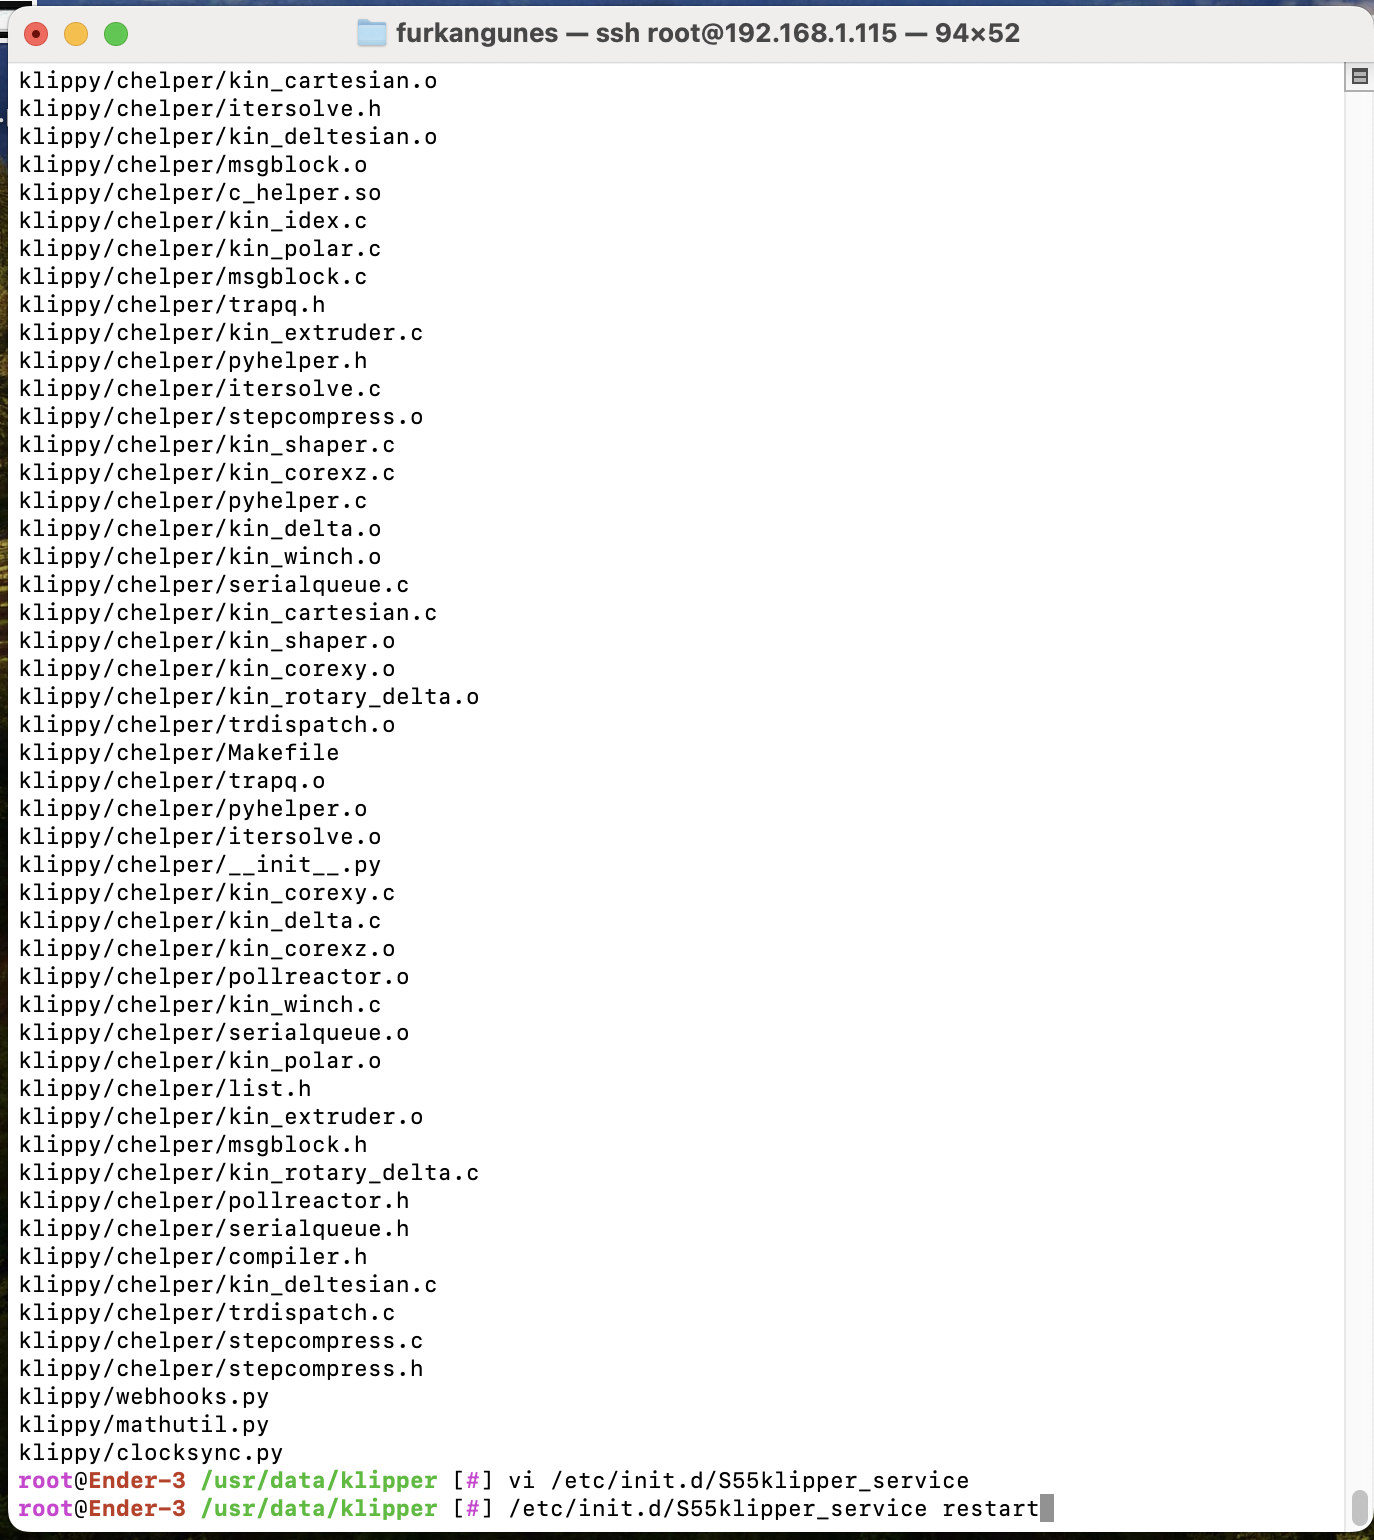 furkangunes — ssh root@192.168.1.115 — 94×52
klippy/chelper/kin_cartesian.o
klippy/chelper/itersolve.h
klippy/chelper/kin_deltesian.o
klippy/chelper/msgblock.o
klippy/chelper/c_helper.so
klippy/chelper/kin_idex.c
klippy/chelper/kin_polar.c
klippy/chelper/msgblock.c
klippy/chelper/trapq.h
klippy/chelper/kin_extruder.c
klippy/chelper/pyhelper.h
klippy/chelper/itersolve.c
klippy/chelper/stepcompress.o
klippy/chelper/kin_shaper.c
klippy/chelper/kin_corexz.c
klippy/chelper/pyhelper.c
klippy/chelper/kin_delta.o
klippy/chelper/kin_winch.o
klippy/chelper/serialqueue.c
klippy/chelper/kin_cartesian.c
klippy/chelper/kin_shaper.o
klippy/chelper/kin_corexy.o
klippy/chelper/kin_rotary_delta.o
klippy/chelper/trdispatch.o
klippy/chelper/Makefile
klippy/chelper/trapq.o
klippy/chelper/pyhelper.o
klippy/chelper/itersolve.o
klippy/chelper/__init__.py
klippy/chelper/kin_corexy.c
klippy/chelper/kin_delta.c
klippy/chelper/kin_corexz.o
klippy/chelper/pollreactor.o
klippy/chelper/kin_winch.c
klippy/chelper/serialqueue.o
klippy/chelper/kin_polar.o
klippy/chelper/list.h
klippy/chelper/kin_extruder.o
klippy/chelper/msgblock.h
klippy/chelper/kin_rotary_delta.c
klippy/chelper/pollreactor.h
klippy/chelper/serialqueue.h
klippy/chelper/compiler.h
klippy/chelper/kin_deltesian.c
klippy/chelper/trdispatch.c
klippy/chelper/stepcompress.c
klippy/chelper/stepcompress.h
klippy/webhooks.py
klippy/mathutil.py
klippy/clocksync.py
root@Ender-3 /usr/data/klipper [#] vi /etc/init.d/S55klipper_service
root@Ender-3 /usr/data/klipper [#] /etc/init.d/S55klipper_service restart